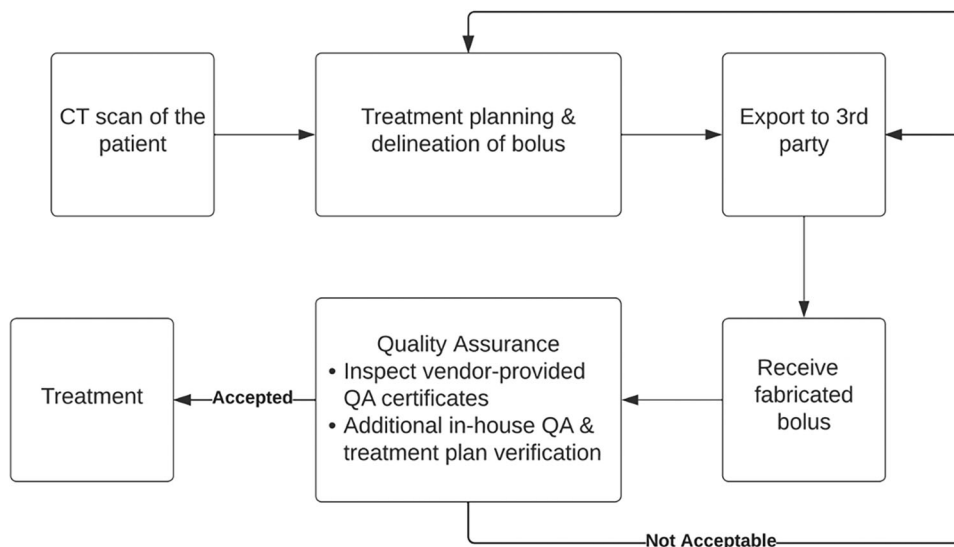 CT scan of the
patient
Treatment planning &
delineation of bolus
Export to 3rd
party
Treatment
Accepted
Quality Assurance
• Inspect vendor-provided
QA certificates
• Additional in-house QA &
treatment plan verification
Receive
fabricated
bolus
Not Acceptable